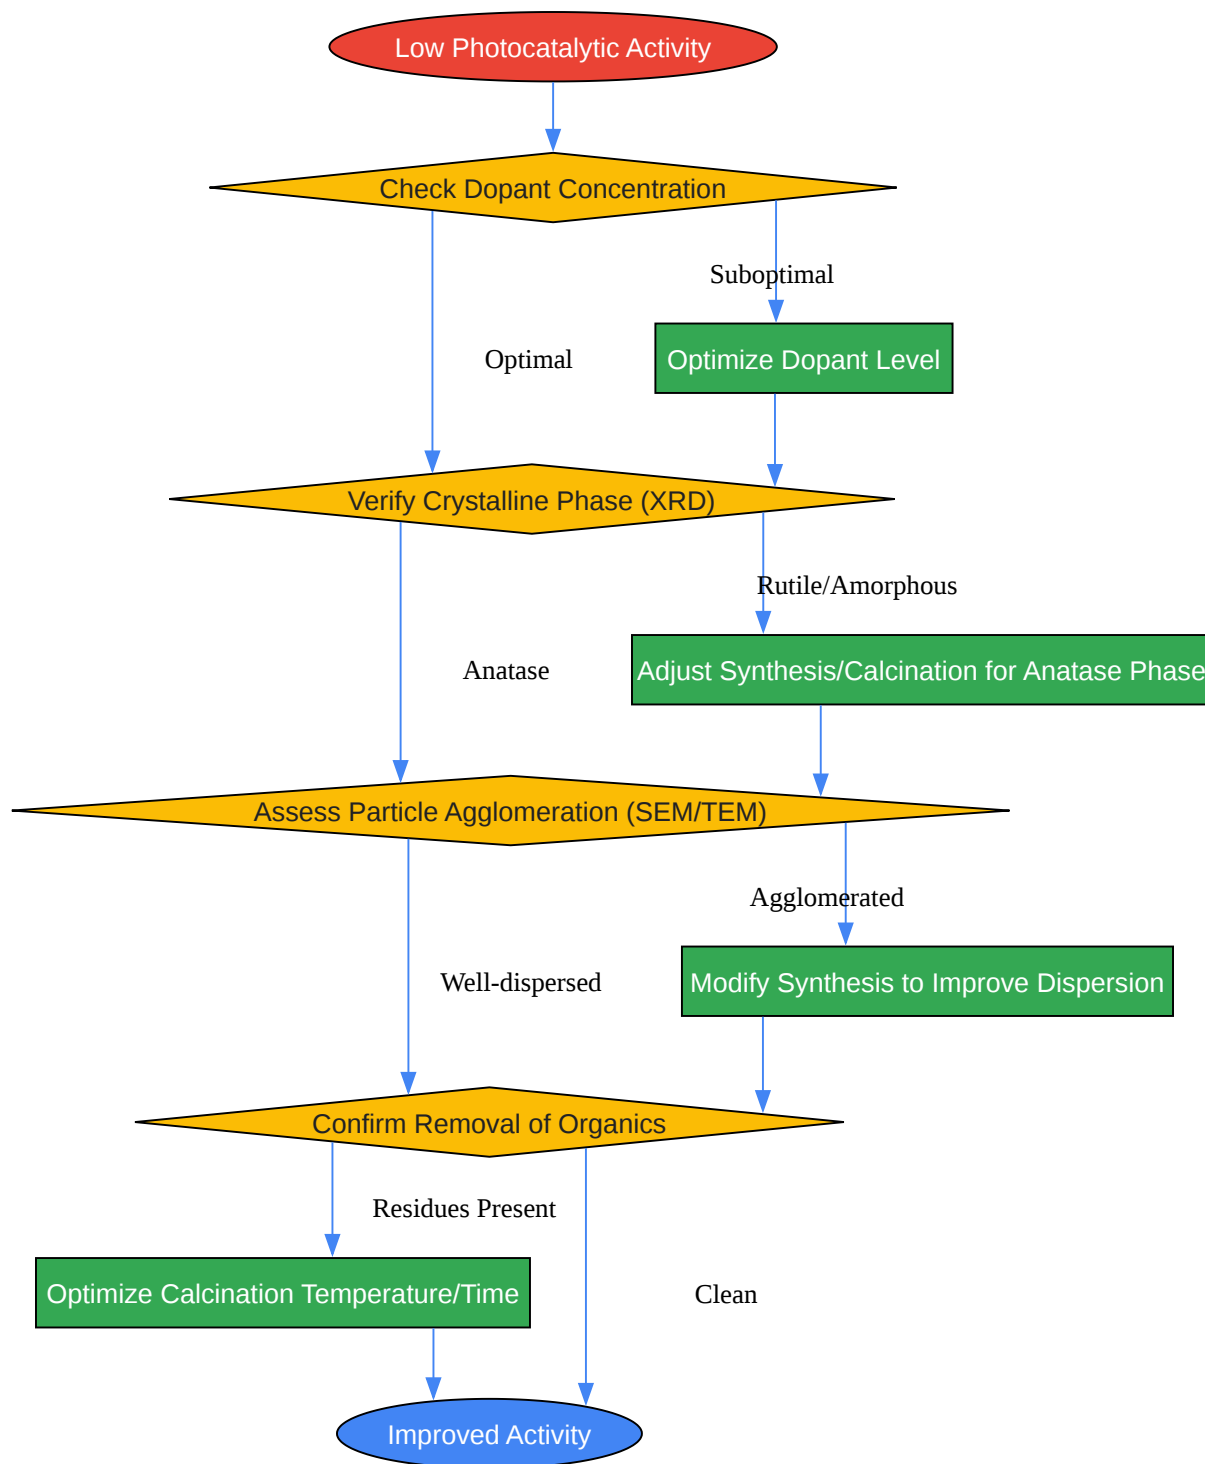 Low Photocatalytic Activity
Check Dopant Concentration
Suboptimal
Optimal
Optimize Dopant Level
Verify Crystalline Phase (XRD)
Rutile/Amorphous
Anatase
Adjust Synthesis/Calcination for Anatase Phase
Assess Particle Agglomeration (SEM/TEM)
Agglomerated
Well-dispersed
Modify Synthesis to Improve Dispersion
Confirm Removal of Organics
Residues Present
Optimize Calcination Temperature/Time
Clean
Improved Activity